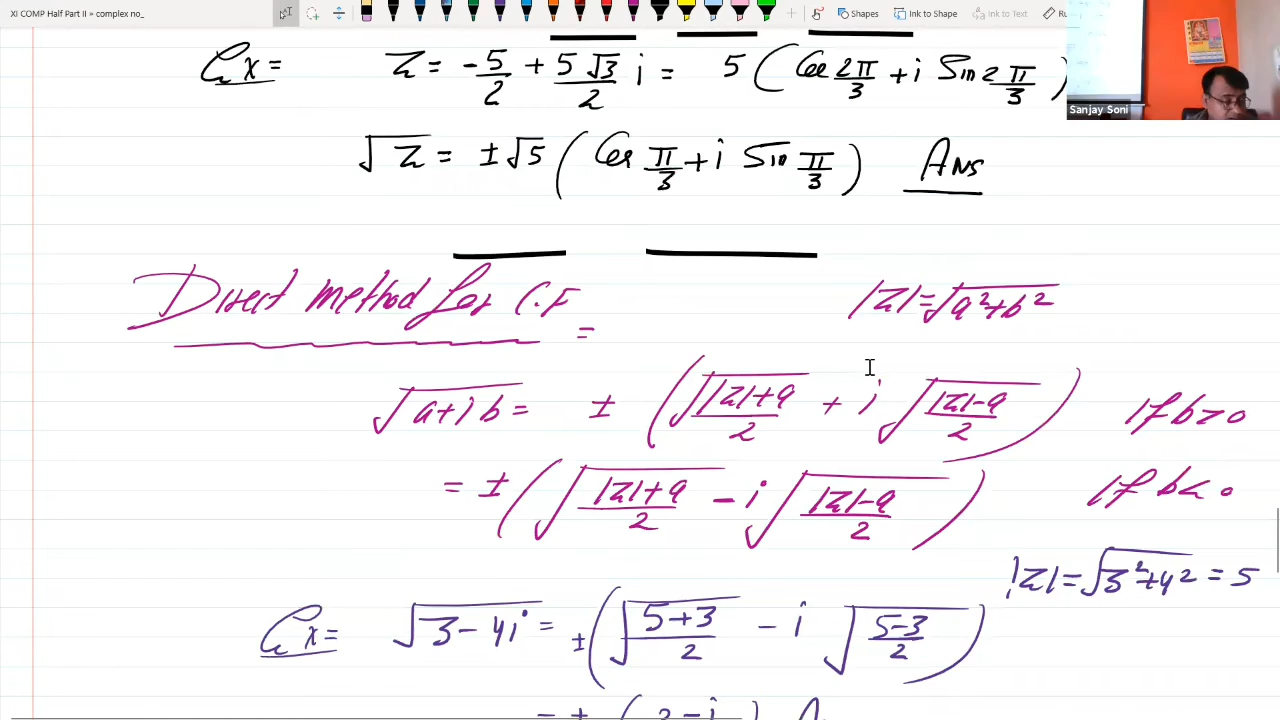 XI COMP Half Part II » complex no_
Shapes Ink to Shape Ink to Text Ru
Sanjay Soni
Ex= Z = -5/2 + 5√3/2 i = 5 (Cos 2π/3 + i Sin 2π/3)
√Z = ±√5 (Cos π/3 + i Sin π/3) Ans
Direct method for C.F = |Z| = √a²+b²
√a+ib = ± (√|Z|+a/2 + i √|Z|-a/2) If b>0
= ± (√|Z|+a/2 - i √|Z|-a/2) If b<0
|Z| = √3²+4² = 5
Ex= √3-4i = ± (√5+3/2 - i √5-3/2)
= ± (2-i)